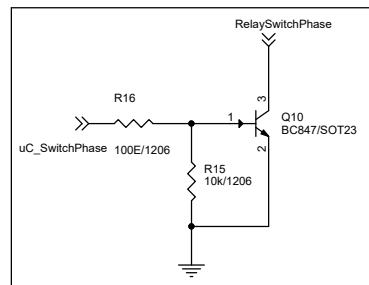 RelaySwitchPhase
R16
3
1
Q10
BC847/SOT23
uC_SwitchPhase
100E/1206
2
R15
10k/1206